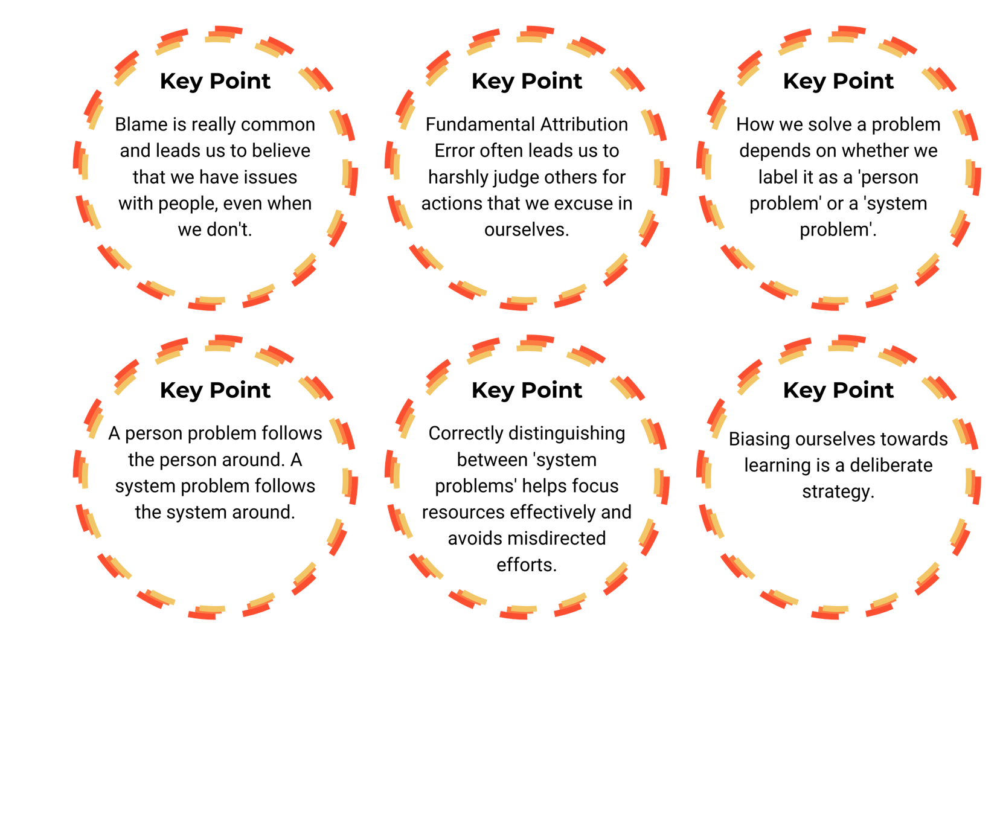 Key Point
Blame is really common
and leads us to believe
that we have issues
with people, even when
we don't.
Key Point
Fundamental Attribution
Error often leads us to
harshly judge others for
actions that we excuse in
ourselves.
Key Point
How we solve a problem
depends on whether we
label it as a 'person
problem' or a 'system
problem'.
Key Point
A person problem follows
the person around. A
system problem follows
the system around.
Key Point
Correctly distinguishing
between 'system
problems' helps focus
resources effectively and
avoids misdirected
efforts.
Key Point
Biasing ourselves towards
learning is a deliberate
strategy.